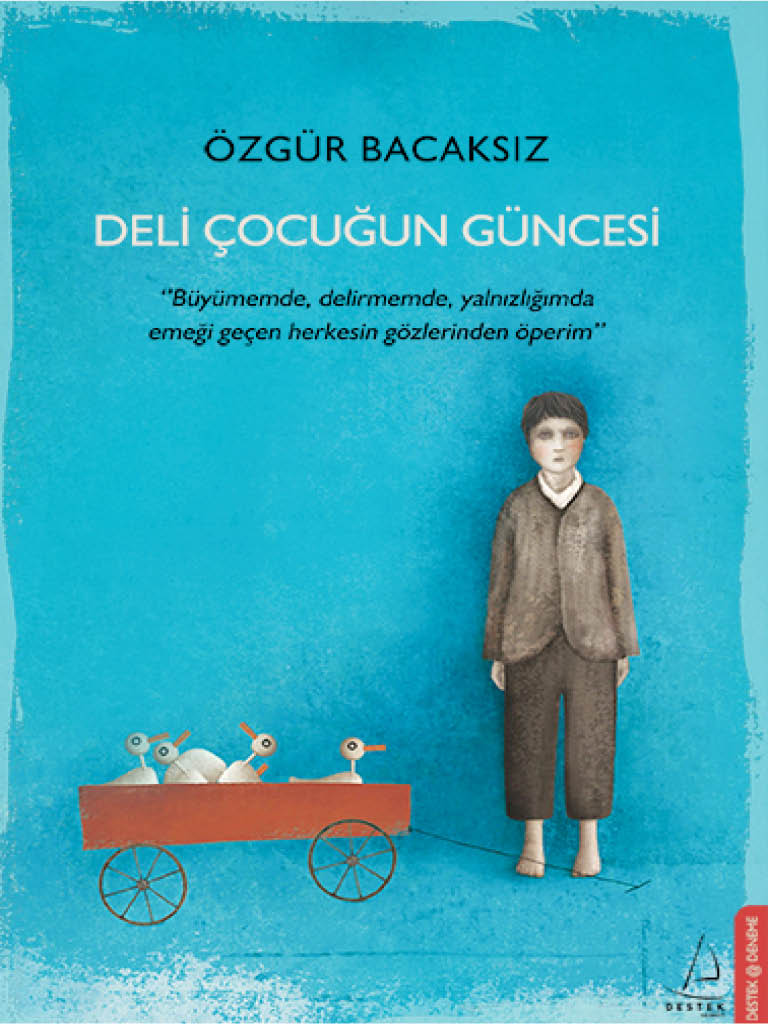 ÖZGÜR BACAKSIZ
DELİ ÇOCUĞUN GÜNCESİ
“Büyümemde, delirmemde, yalnızlığımda
emeği geçen herkesin gözlerinden öperim”
DESTEK @ DENEME
DESTEK